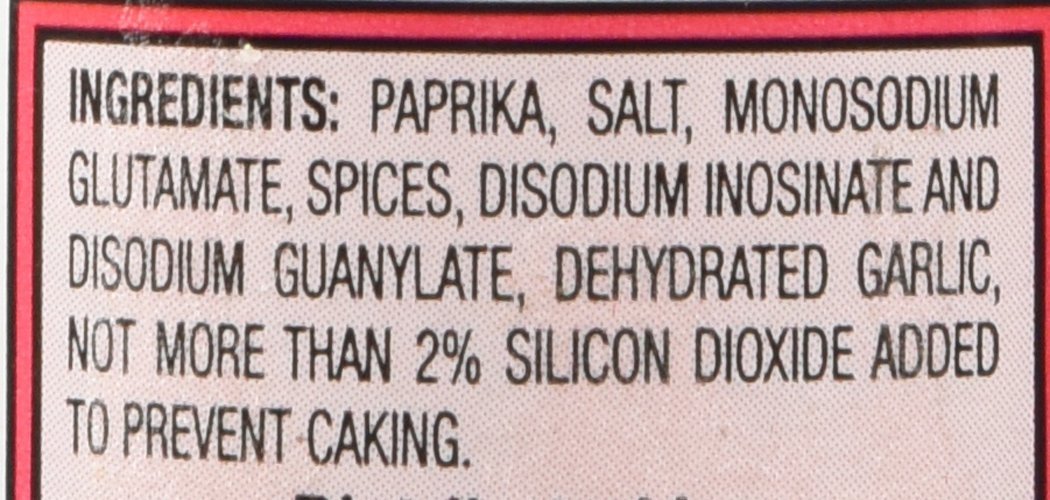 INGREDIENTS: PAPRIKA, SALT, MONOSODIUM
GLUTAMATE, SPICES, DISODIUM INOSINATE AND
DISODIUM GUANYLATE, DEHYDRATED GARLIC,
NOT MORE THAN 2% SILICON DIOXIDE ADDED
TO PREVENT CAKING.